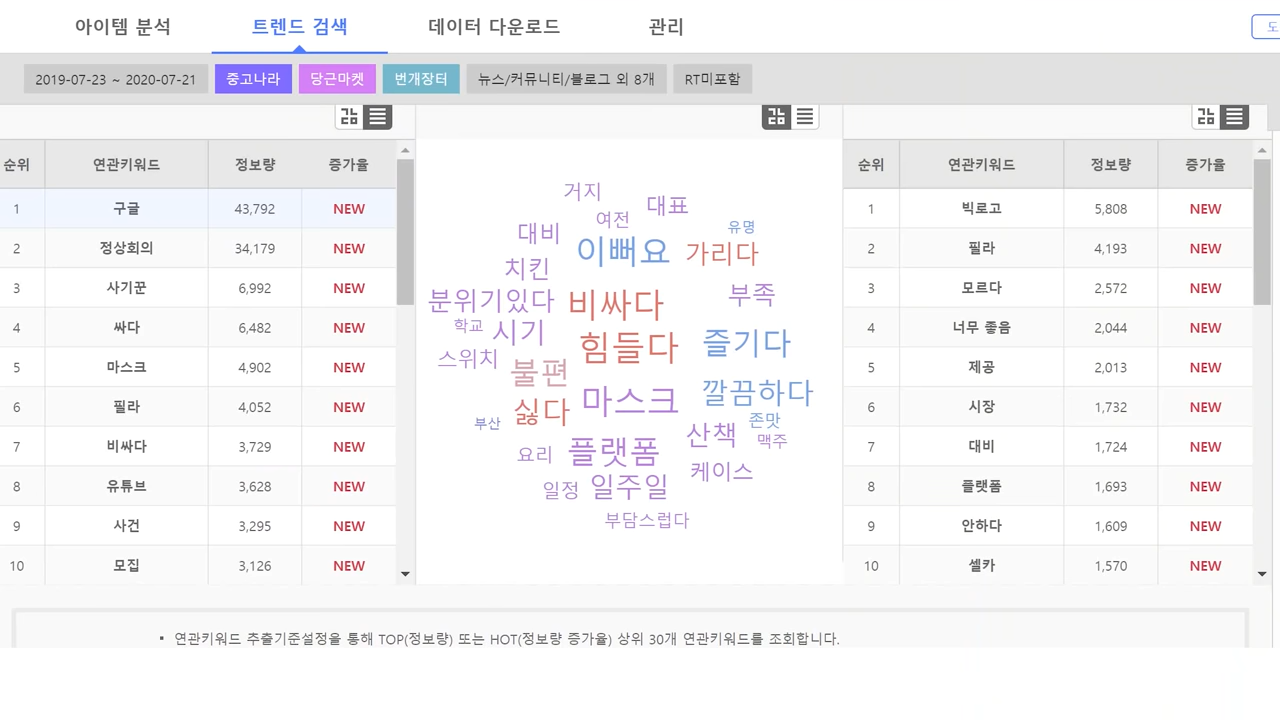 아이템 분석 트렌드 검색 데이터 다운로드 관리 도
2019-07-23 ~ 2020-07-21 중고나라 당근마켓 번개장터 뉴스/커뮤니티/블로그 외 8개 RT미포함
순위 연관키워드 정보량 증가율
1 구글 43,792 NEW
2 정상회의 34,179 NEW
3 사기꾼 6,992 NEW
4 싸다 6,482 NEW
5 마스크 4,902 NEW
6 필라 4,052 NEW
7 비싸다 3,729 NEW
8 유튜브 3,628 NEW
9 사건 3,295 NEW
10 모집 3,126 NEW
거지
대표
여전
유명
대비
이뻐요
가리다
치킨
부족
분위기있다
비싸다
학교
시기
힘들다
즐기다
스위치
불편
깔끔하다
마스크
싫다
존맛
부산
산책
맥주
요리
플랫폼
케이스
일정
일주일
부담스럽다
순위 연관키워드 정보량 증가율
1 빅로고 5,808 NEW
2 필라 4,193 NEW
3 모르다 2,572 NEW
4 너무 좋음 2,044 NEW
5 제공 2,013 NEW
6 시장 1,732 NEW
7 대비 1,724 NEW
8 플랫폼 1,693 NEW
9 안하다 1,609 NEW
10 셀카 1,570 NEW
▪ 연관키워드 추출기준설정을 통해 TOP(정보량) 또는 HOT(정보량 증가율) 상위 30개 연관키워드를 조회합니다.